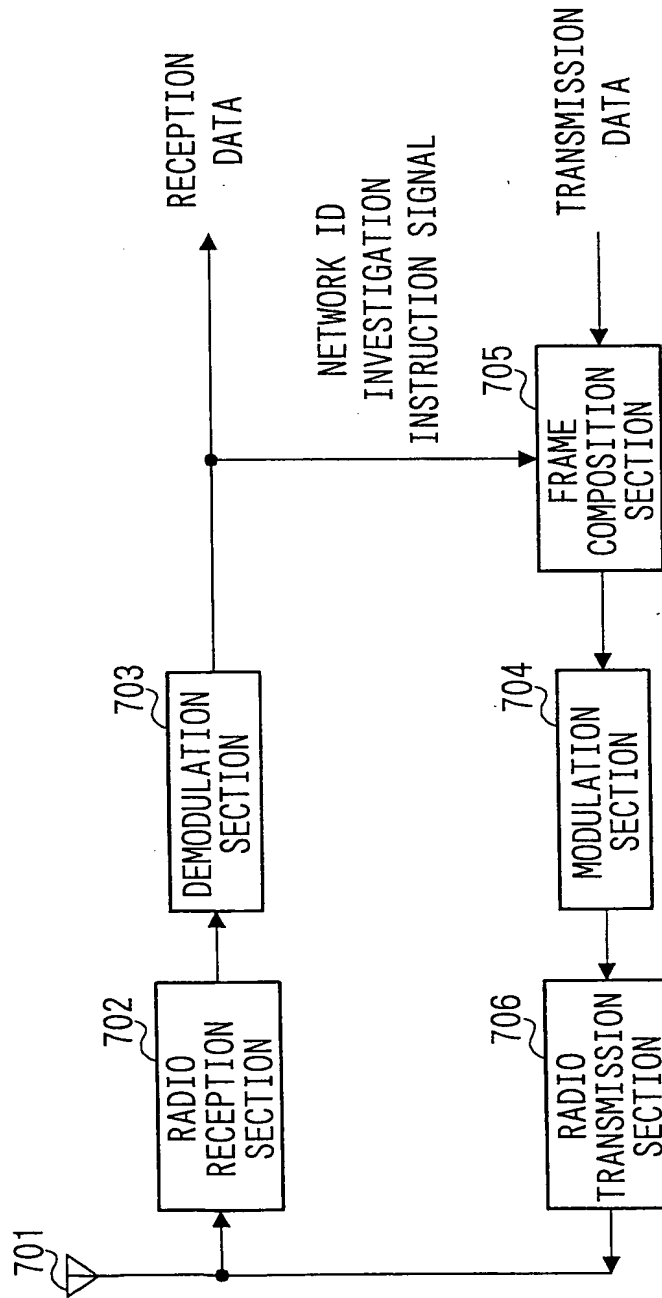 701
702
RADIO
RECEPTION
SECTION
703
DEMODULATION
SECTION
RECEPTION
DATA
NETWORK ID
INVESTIGATION
INSTRUCTION SIGNAL
706
RADIO
TRANSMISSION
SECTION
704
MODULATION
SECTION
705
FRAME
COMPOSITION
SECTION
TRANSMISSION
DATA